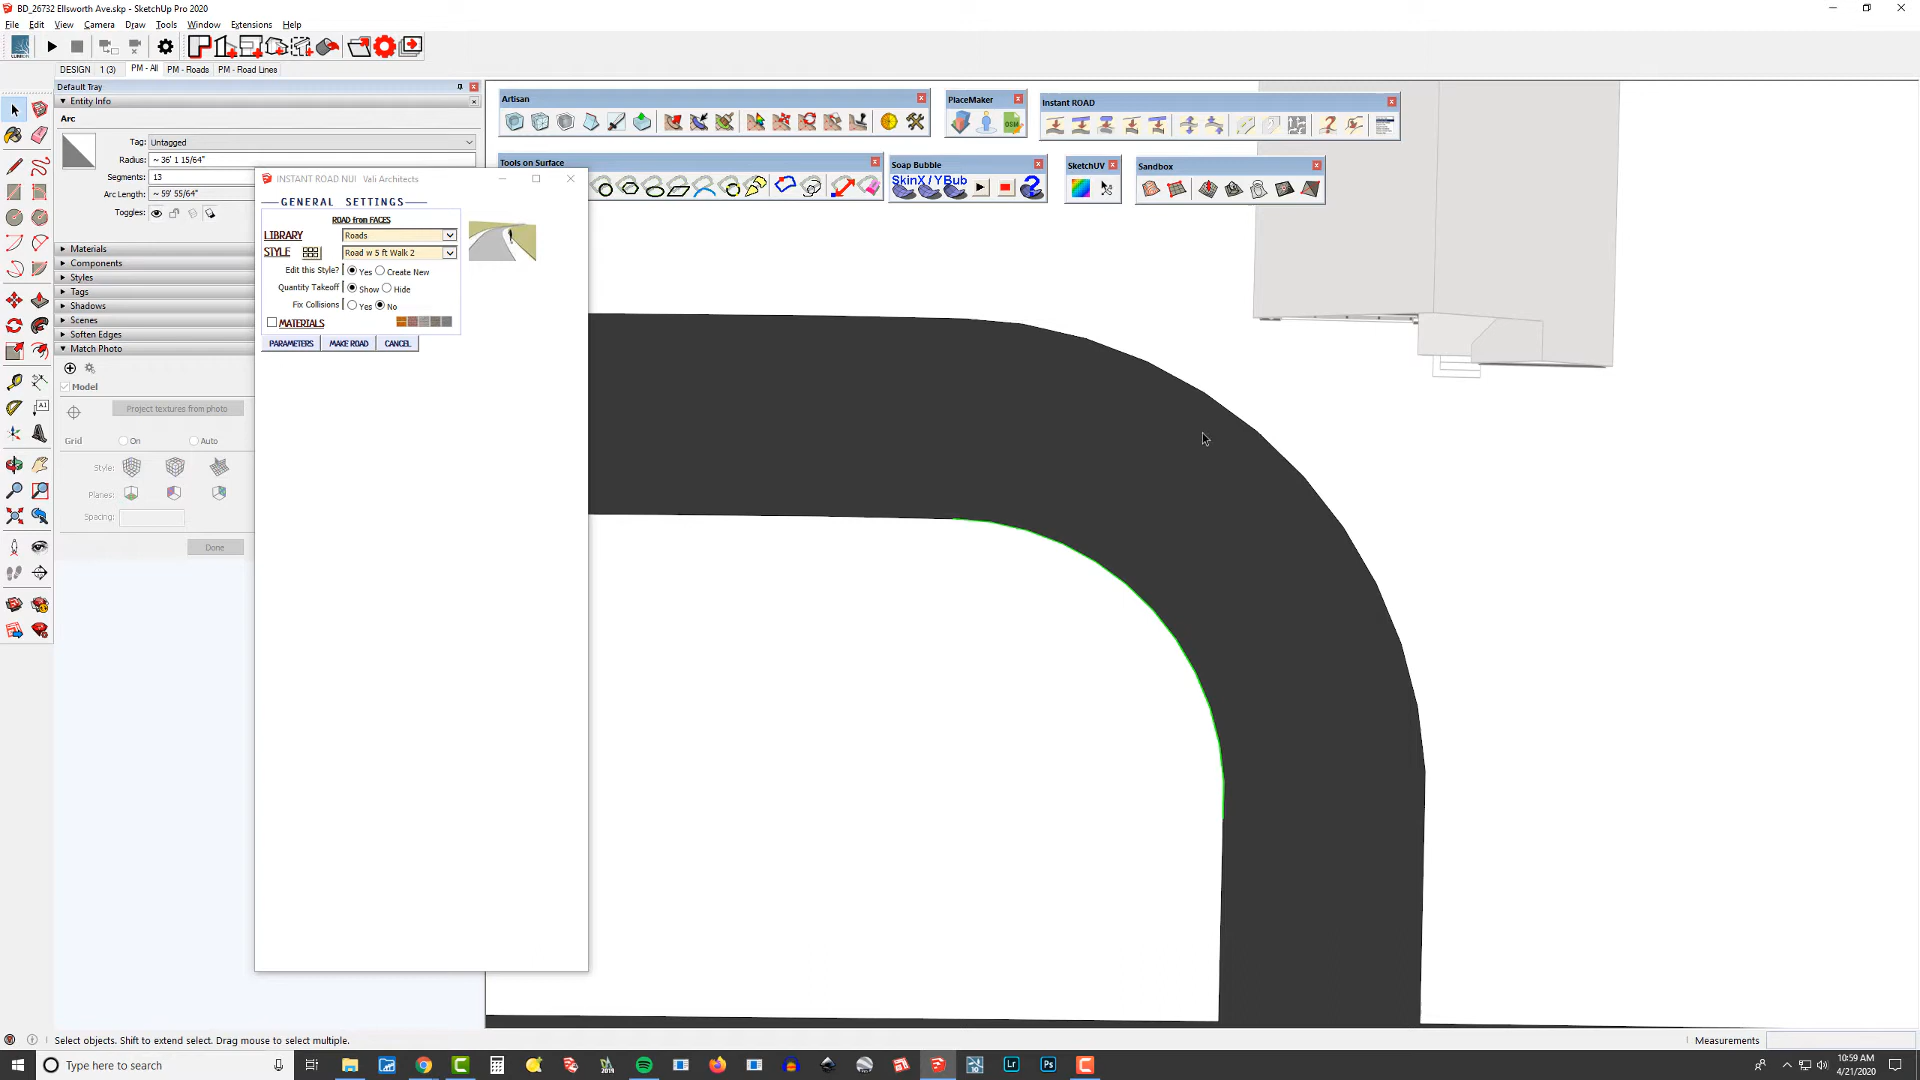 BD_26732 Ellsworth Ave.skp - SketchUp Pro 2020
File Edit View Camera Draw Tools Window Extensions Help
DESIGN 1 (3) PM - All PM - Roads PM - Road Lines
Default Tray
Entity Info
Arc
Tag: Untagged
Radius: ~ 36' 1 15/64"
Segments: 13
Arc Length: ~ 59' 55/64"
Toggles:
Materials
Components
Styles
Tags
Shadows
Scenes
Soften Edges
Match Photo
Model
Project textures from photo
Grid On Auto
Style:
Planes:
Spacing:
Done
INSTANT ROAD NUI Vali Architects
GENERAL SETTINGS
ROAD from FACES
LIBRARY Roads
STYLE Road w 5 ft Walk 2
Edit this Style? Yes Create New
Quantity Takeoff Show Hide
Fix Collisions Yes No
MATERIALS
PARAMETERS MAKE ROAD CANCEL
Artisan
PlaceMaker
OSM
Instant ROAD
Tools on Surface
Soap Bubble
SkinX / YBub
SketchUV
Sandbox
Select objects. Shift to extend select. Drag mouse to select multiple.
Measurements
Type here to search
Lr
Ps
10:59 AM
4/21/2020